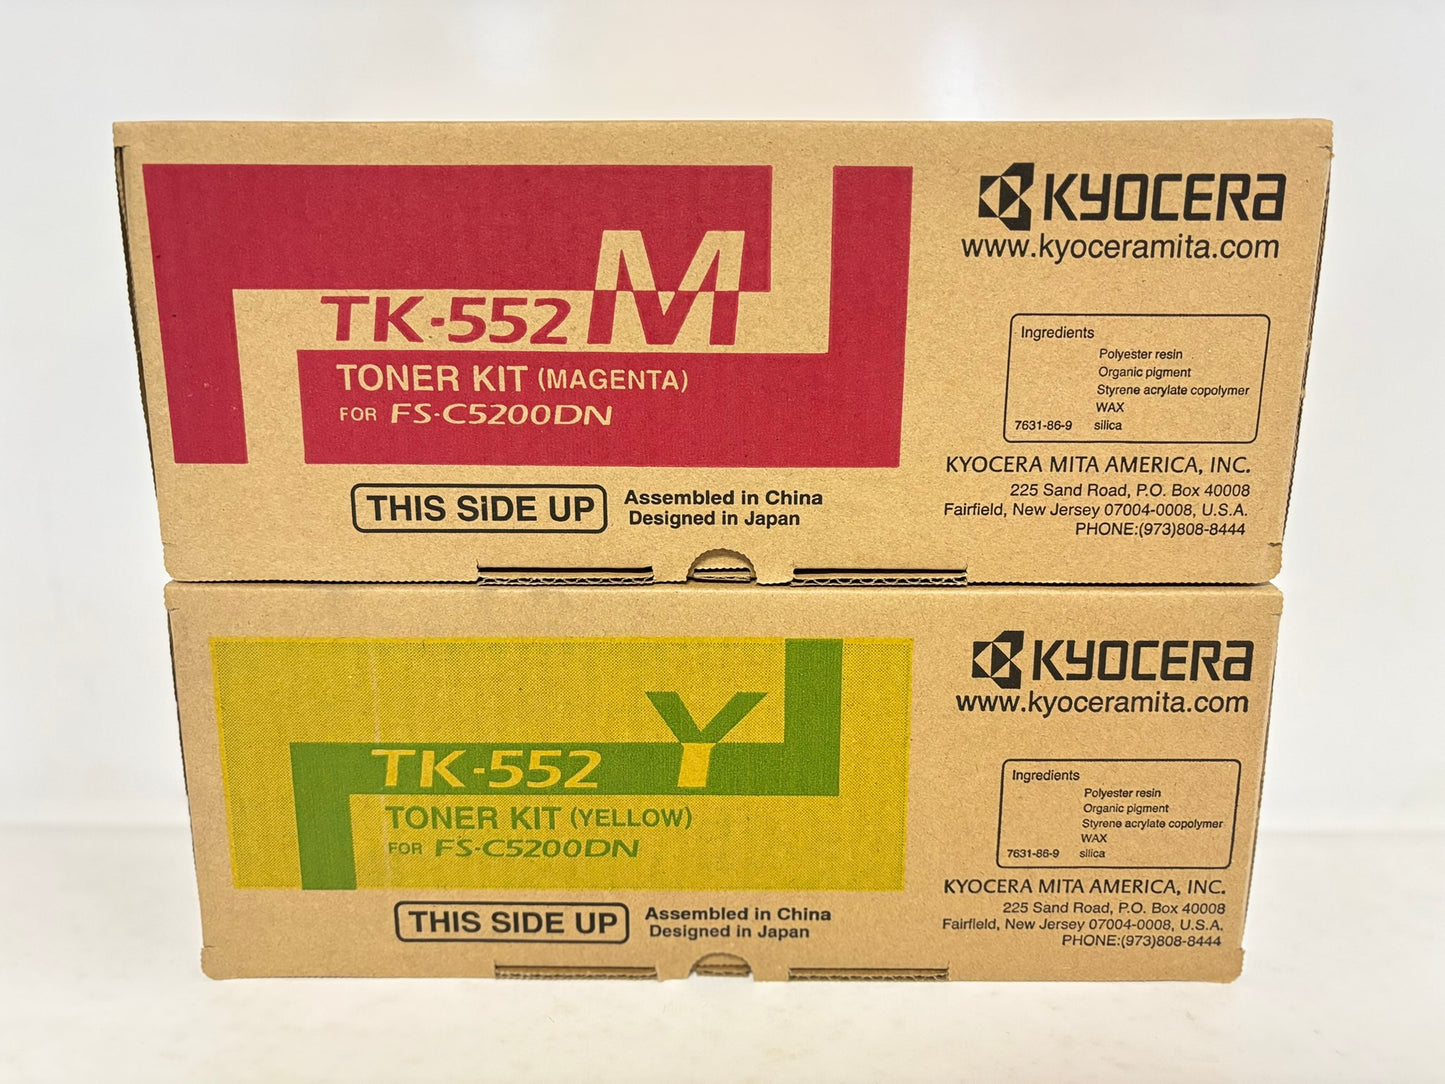 KYOCERA
www.kyoceramita.com
TK-552 M
TONER KIT (MAGENTA)
FOR FS-C5200DN
Ingredients
Polyester resin
Organic pigment
Styrene acrylate copolymer
WAX
7631-86-9 silica
KYOCERA MITA AMERICA, INC.
225 Sand Road, P.O. Box 40008
Fairfield, New Jersey 07004-0008, U.S.A.
PHONE:(973)808-8444
THIS SIDE UP
Assembled in China
Designed in Japan
KYOCERA
www.kyoceramita.com
TK-552 Y
TONER KIT (YELLOW)
FOR FS-C5200DN
Ingredients
Polyester resin
Organic pigment
Styrene acrylate copolymer
WAX
7631-86-9 silica
KYOCERA MITA AMERICA, INC.
225 Sand Road, P.O. Box 40008
Fairfield, New Jersey 07004-0008, U.S.A.
PHONE:(973)808-8444
THIS SIDE UP
Assembled in China
Designed in Japan